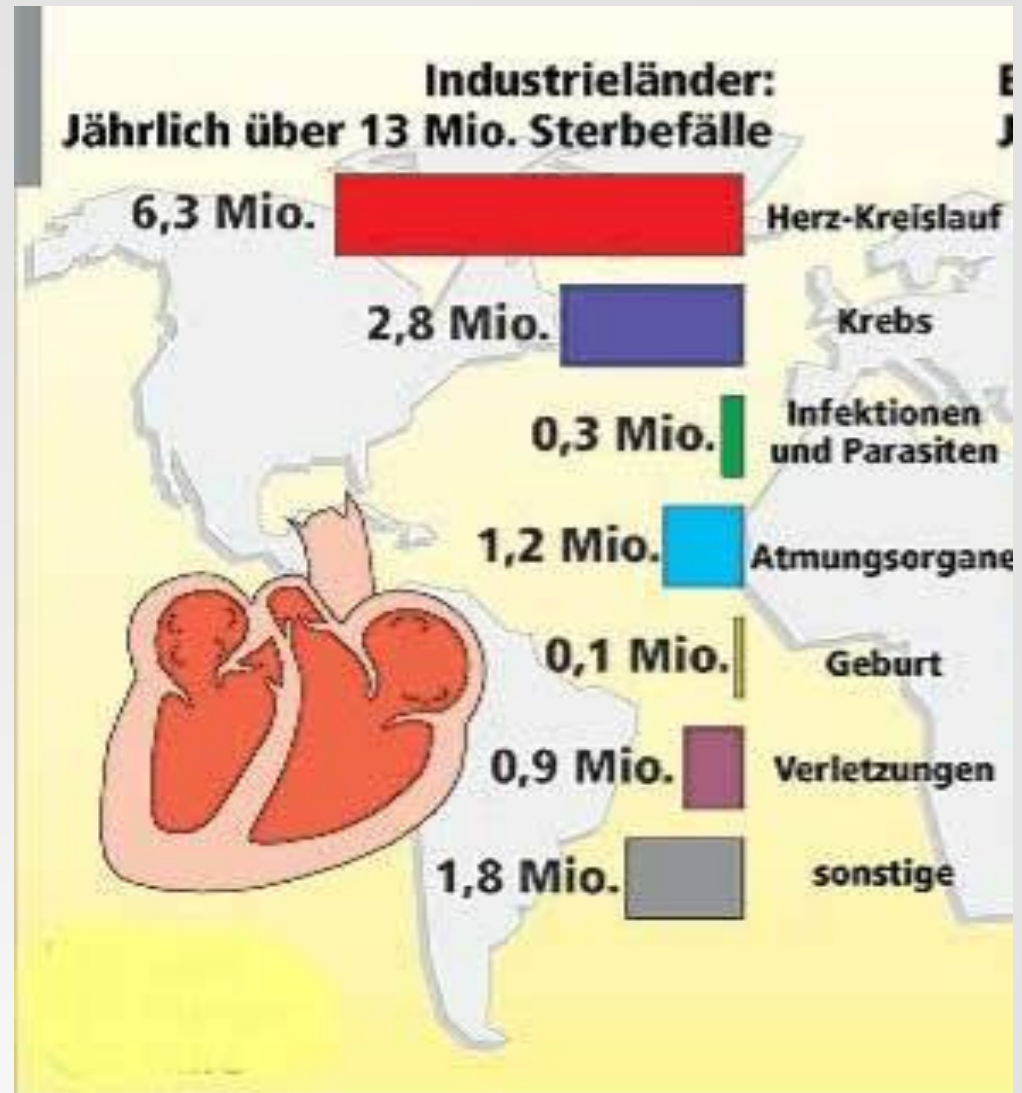 Industrieländer:
Jährlich über 13 Mio. Sterbefälle
6,3 Mio. Herz-Kreislauf
2,8 Mio. Krebs
0,3 Mio. Infektionen
und Parasiten
1,2 Mio. Atmungsorgane
0,1 Mio. Geburt
0,9 Mio. Verletzungen
1,8 Mio. sonstige